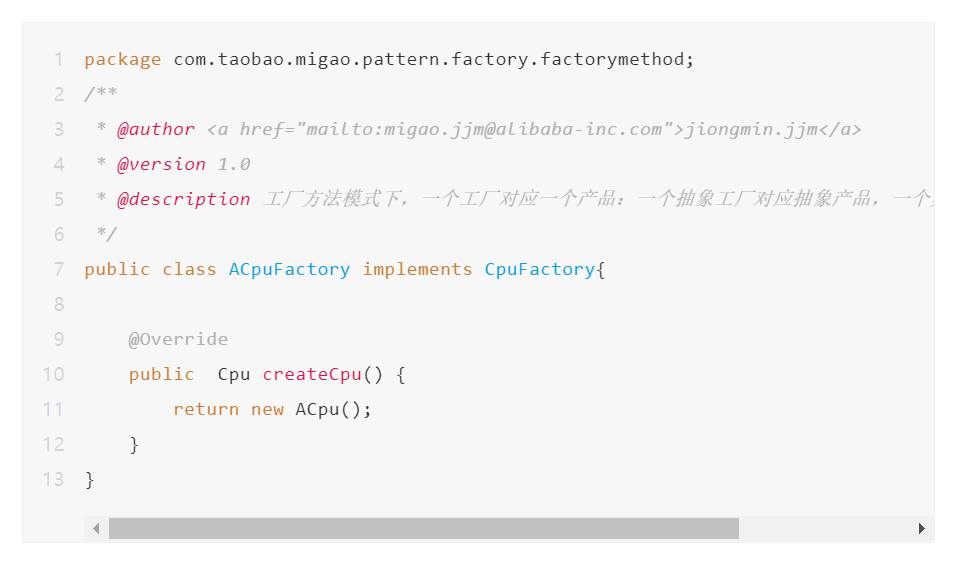 1 package com.taobao.migao.pattern.factory.factorymethod;
2 /**
3 * @author <a href="mailto:migao.jjm@alibaba-inc.com">jiongmin.jjm</a>
4 * @version 1.0
5 * @description 工厂方法模式下，一个工厂对应一个产品：一个抽象工厂对应抽象产品，一个
6 */
7 public class ACpuFactory implements CpuFactory{
8
9 @Override
10 public  Cpu createCpu() {
11 return new ACpu();
12 }
13 }